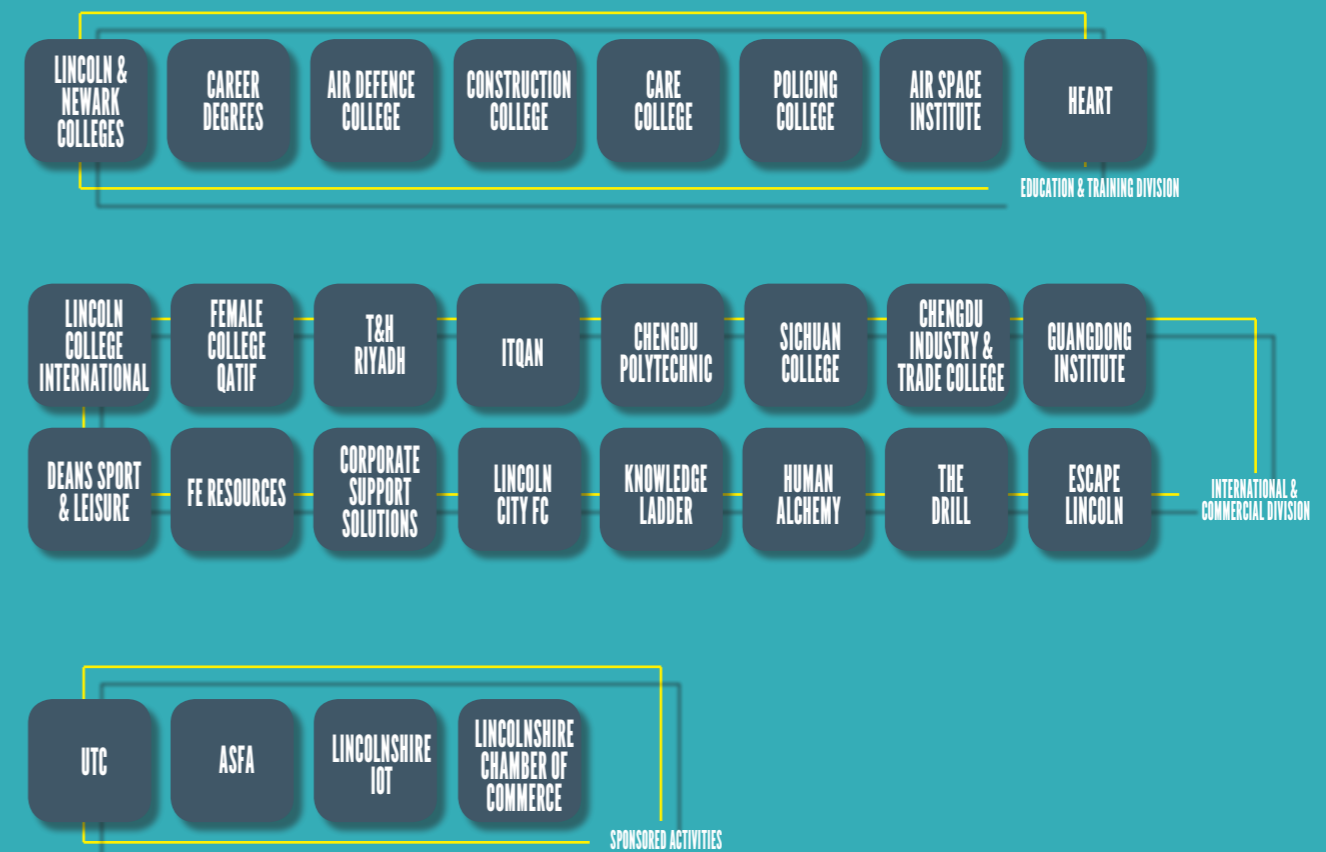 LINCOLN &
NEWARK
COLLEGES
CAREER
DEGREES
AIR DEFENCE
COLLEGE
CONSTRUCTION
COLLEGE
CARE
COLLEGE
POLICING
COLLEGE
AIR SPACE
INSTITUTE
HEART
EDUCATION & TRAINING DIVISION
LINCOLN
COLLEGE
INTERNATIONAL
FEMALE
COLLEGE
QATIF
T&H
RIYADH
ITQAN
CHENGDU
POLYTECHNIC
SICHUAN
COLLEGE
CHENGDU
INDUSTRY &
TRADE COLLEGE
GUANGDONG
INSTITUTE
DEANS SPORT
& LEISURE
FE RESOURCES
CORPORATE
SUPPORT
SOLUTIONS
LINCOLN
CITY FC
KNOWLEDGE
LADDER
HUMAN
ALCHEMY
THE
DRILL
ESCAPE
LINCOLN
INTERNATIONAL &
COMMERCIAL DIVISION
UTC
ASFA
LINCOLNSHIRE
IOT
LINCOLNSHIRE
CHAMBER OF
COMMERCE
SPONSORED ACTIVITIES